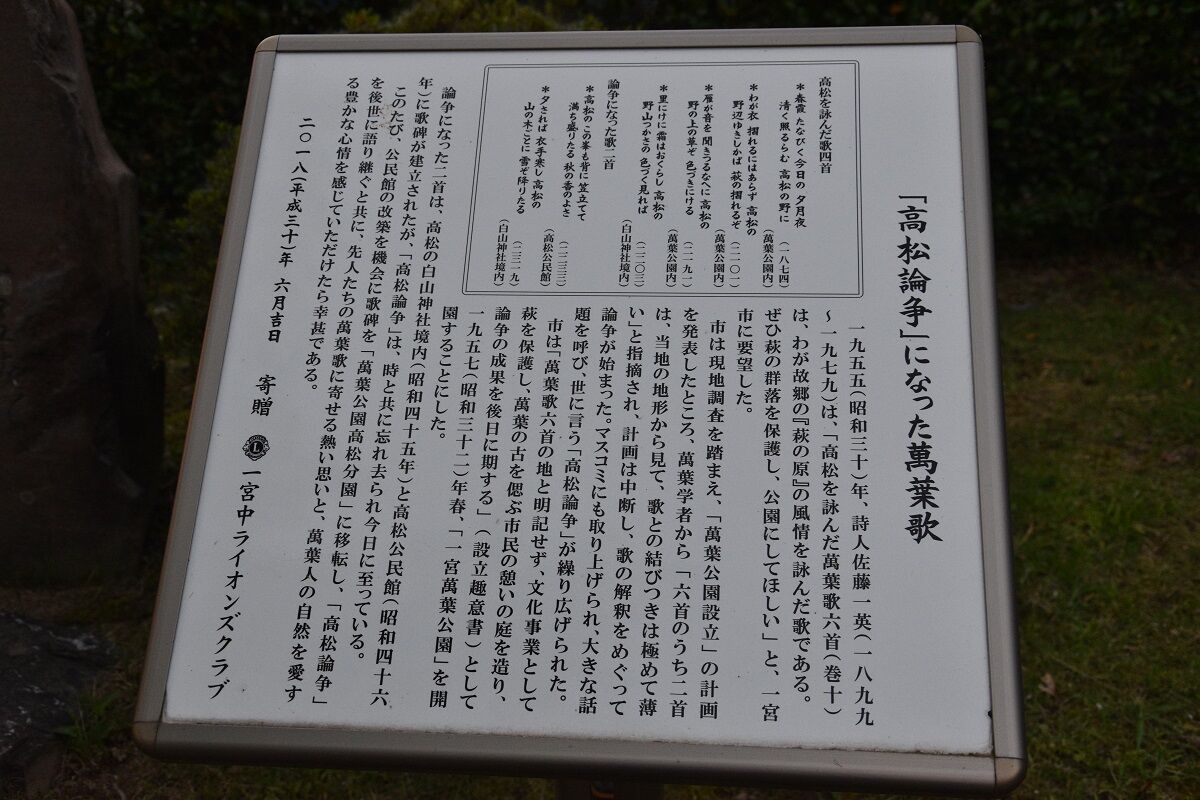 「高松論争」になった萬葉歌
高松を詠んだ歌四首
＊春霞 たなびく今日の 夕月夜
清く照るらむ 高松の野に
（一八七四）
（萬葉公園内）
＊わが衣 摺れるにはあらず 高松の
野辺ゆきしかば 萩の摺れるぞ
（二一〇一）
（萬葉公園内）
＊雁が音を 聞きつるなへに 高松の
野の上の草ぞ 色づきにける
（二一九一）
（萬葉公園内）
＊里にけに 霜はおくらし 高松の
野山つかさの 色づく見れば
（二二〇三）
（白山神社境内）
論争になった歌二首
＊高松の この峯も背に 笠立てて
満ち盛りたる 秋の香のよさ
（二二三三）
（高松公民館）
＊夕されば 衣手寒し 高松の
山の木ごとに 雪ぞ降りたる
（二三一九）
（白山神社境内）
一九五五（昭和三十）年、詩人佐藤一英（一八九九
～一九七九）は、「高松を詠んだ萬葉歌六首（巻十）
は、わが故郷の『萩の原』の風情を詠んだ歌である。
ぜひ萩の群落を保護し、公園にしてほしい」と、一宮
市に要望した。
市は現地調査を踏まえ、「萬葉公園設立」の計画
を発表したところ、萬葉学者から「六首のうち二首
は、当地の地形から見て、歌との結びつきは極めて薄
い」と指摘され、計画は中断し、歌の解釈をめぐって
論争が始まった。マスコミにも取り上げられ、大きな話
題を呼び、世に言う「高松論争」が繰り広げられた。
市は「萬葉歌六首の地と明記せず、文化事業として
萩を保護し、萬葉の古を偲ぶ市民の憩いの庭を造り、
論争の成果を後日に期する」（設立趣意書）として
一九五七（昭和三十二）年春、「一宮萬葉公園」を開
園することにした。
論争になった二首は、高松の白山神社境内（昭和四十五年）と高松公民館（昭和四十六
年）に歌碑が建立されたが、「高松論争」は、時と共に忘れ去られ今日に至っている。
このたび、公民館の改築を機会に歌碑を「萬葉公園高松分園」に移転し、「高松論争」
を後世に語り継ぐと共に、先人たちの萬葉歌に寄せる熱い思いと、萬葉人の自然を愛す
る豊かな心情を感じていただけたら幸甚である。
二〇一八（平成三十）年 六月吉日
寄贈 一宮中ライオンズクラブ